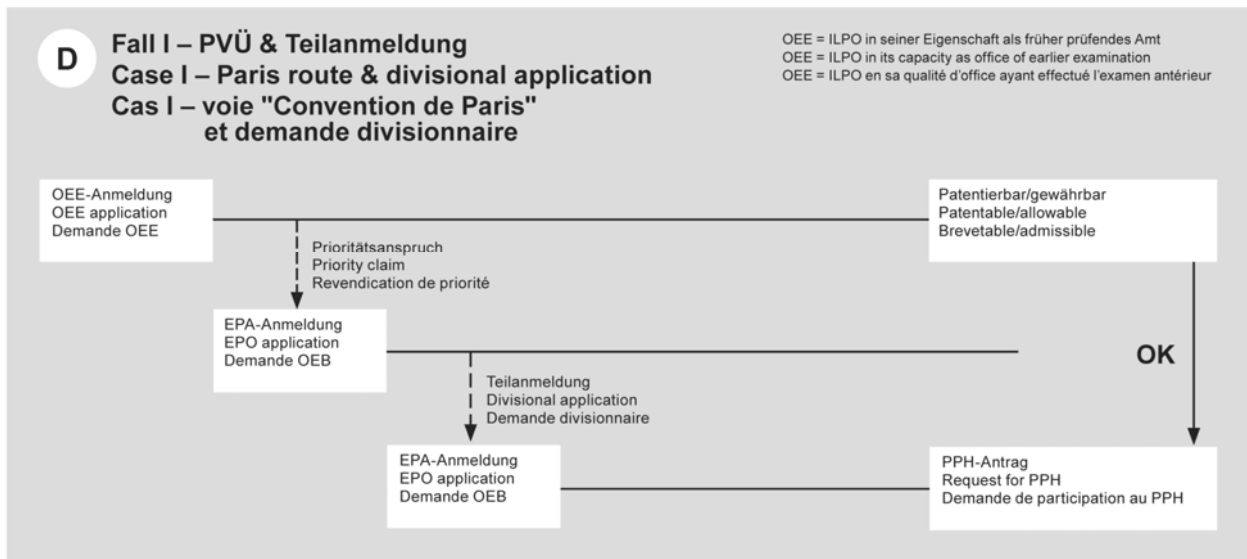 D
Fall I – PVÜ & Teilanmeldung
Case I – Paris route & divisional application
Cas I – voie "Convention de Paris"
et demande divisionnaire
OEE = ILPO in seiner Eigenschaft als früher prüfendes Amt
OEE = ILPO in its capacity as office of earlier examination
OEE = ILPO en sa qualité d'office ayant effectué l'examen antérieur
OEE-Anmeldung
OEE application
Demande OEE
Patentierbar/gewährbar
Patentable/allowable
Brevetable/admissible
Prioritätsanspruch
Priority claim
Revendication de priorité
EPA-Anmeldung
EPO application
Demande OEB
OK
Teilanmeldung
Divisional application
Demande divisionnaire
EPA-Anmeldung
EPO application
Demande OEB
PPH-Antrag
Request for PPH
Demande de participation au PPH